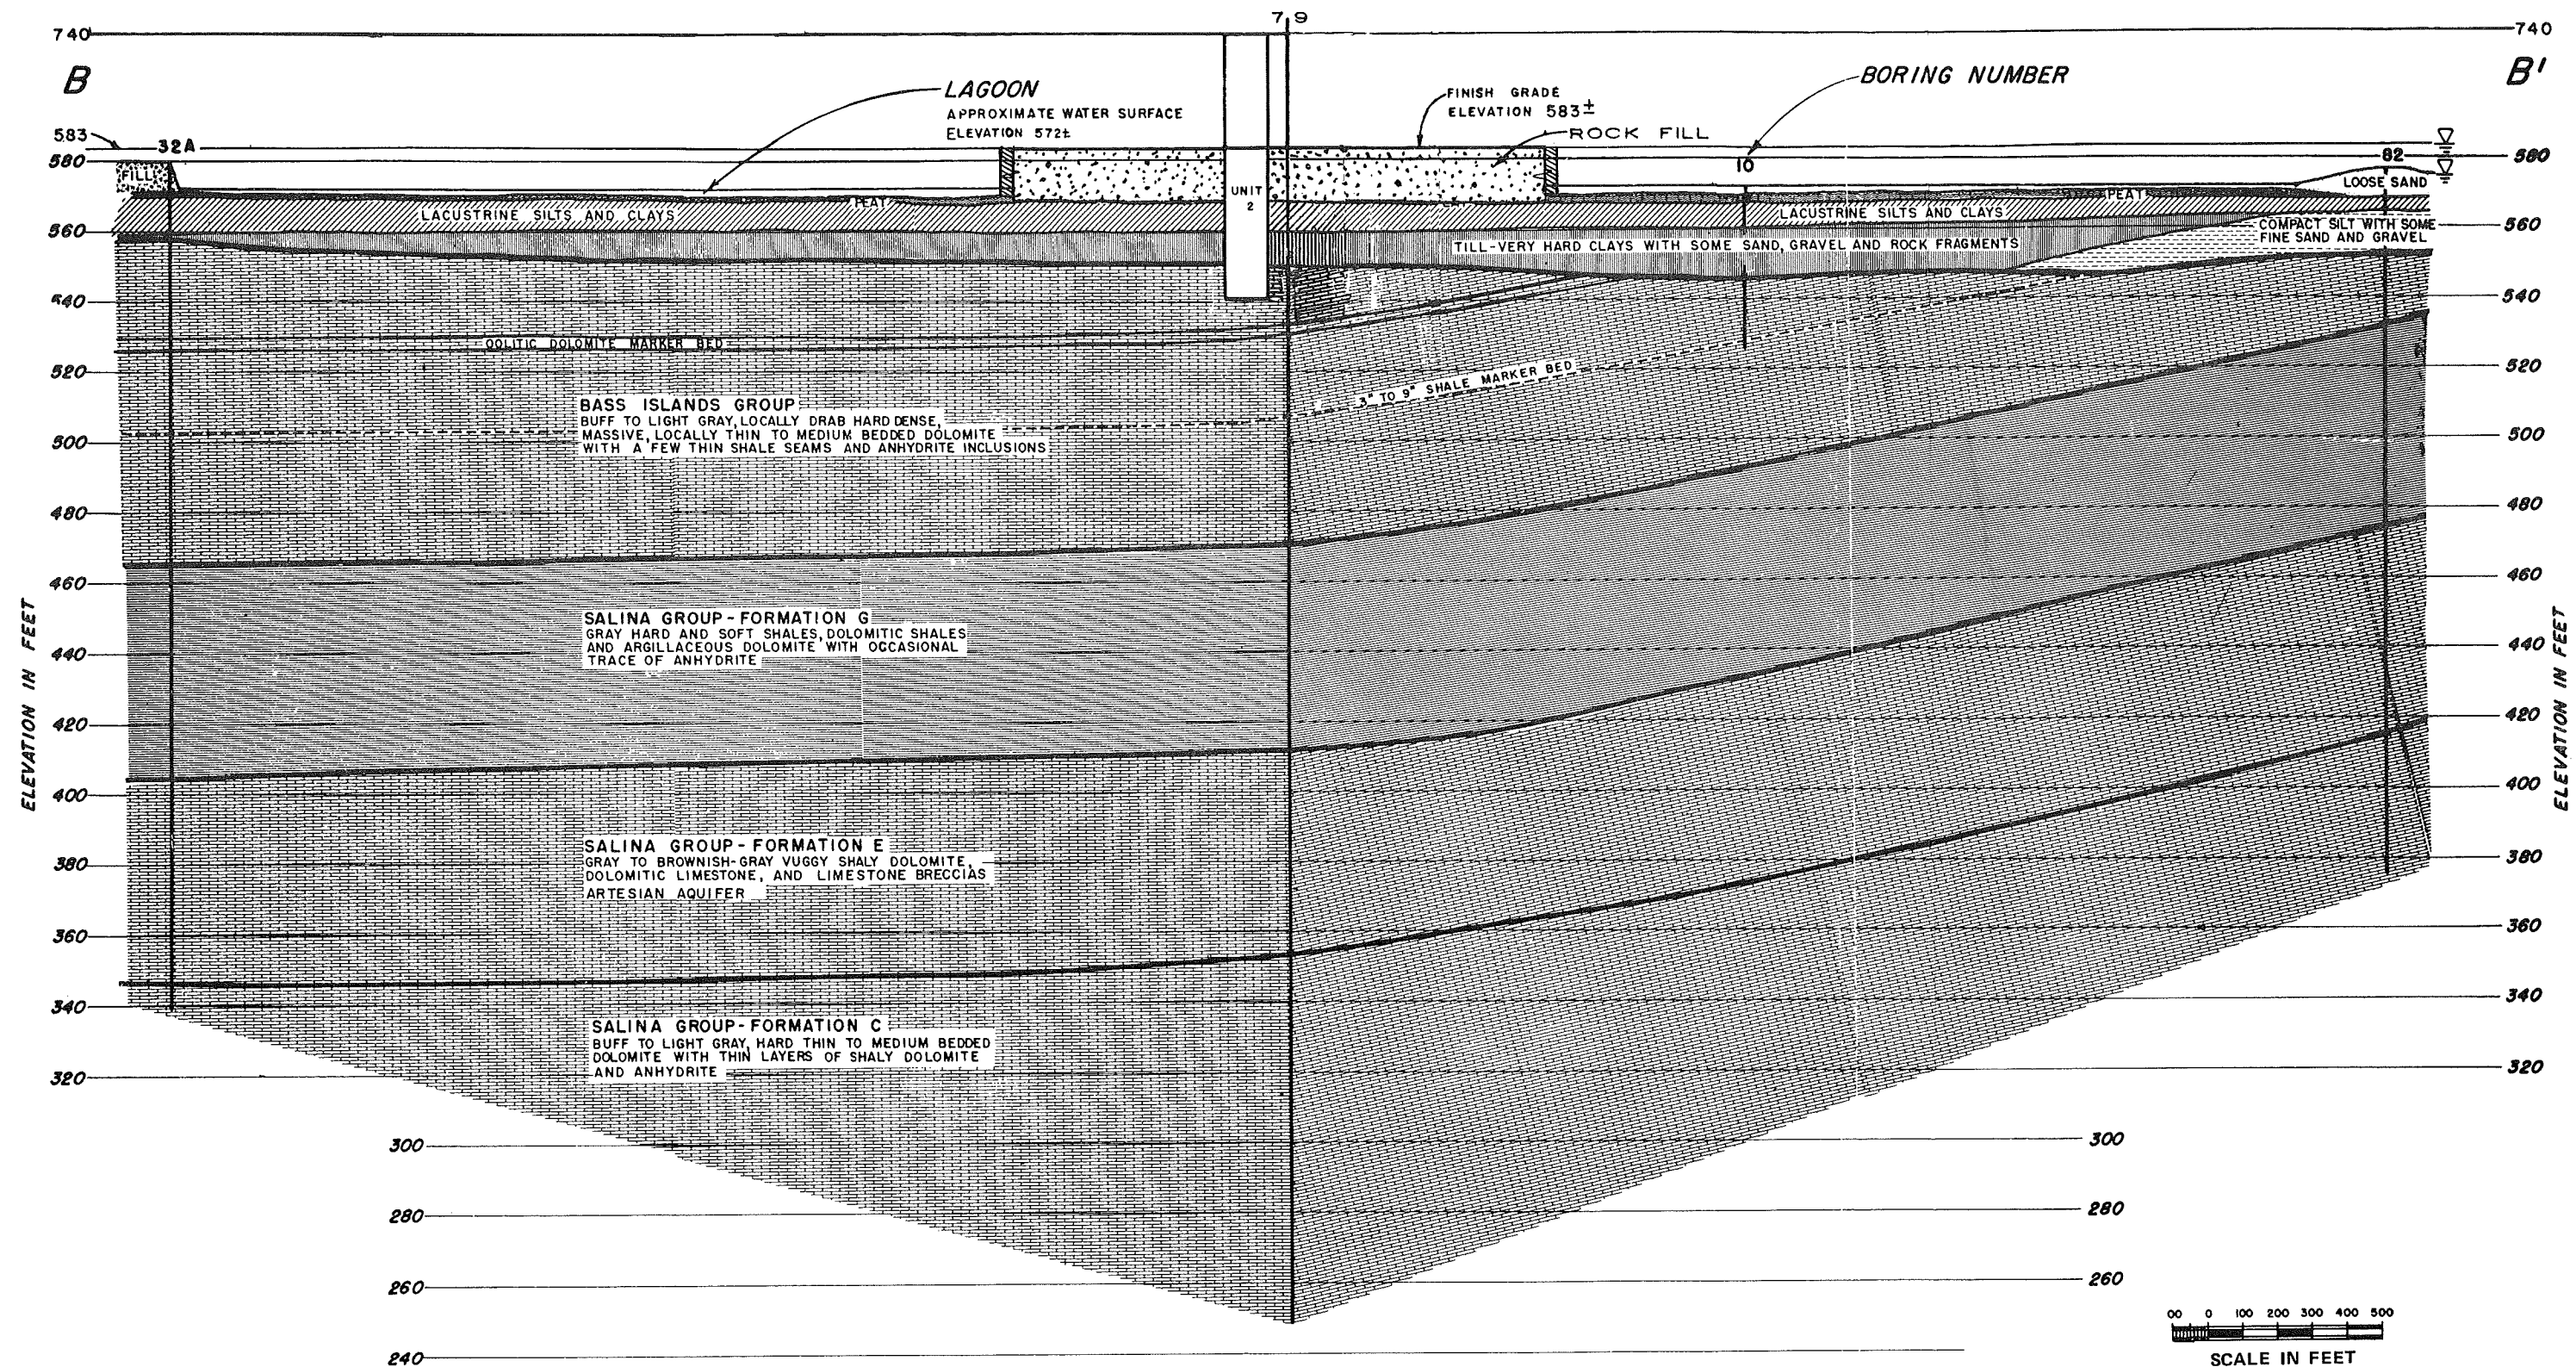 7 9
740
740
B
B'
LAGOON
APPROXIMATE WATER SURFACE
ELEVATION 572±
FINISH GRADE
ELEVATION 583±
BORING NUMBER
ROCK FILL
583
32A
580
10
82
580
FILL
UNIT
2
LOOSE SAND
PEAT
PEAT
LACUSTRINE SILTS AND CLAYS
LACUSTRINE SILTS AND CLAYS
560
560
COMPACT SILT WITH SOME
FINE SAND AND GRAVEL
TILL-VERY HARD CLAYS WITH SOME SAND, GRAVEL AND ROCK FRAGMENTS
540
540
OOLITIC DOLOMITE MARKER BED
520
520
3" TO 9" SHALE MARKER BED
BASS ISLANDS GROUP
BUFF TO LIGHT GRAY, LOCALLY DRAB HARD DENSE,
MASSIVE, LOCALLY THIN TO MEDIUM BEDDED DOLOMITE
WITH A FEW THIN SHALE SEAMS AND ANHYDRITE INCLUSIONS
500
500
480
480
460
460
SALINA GROUP-FORMATION G
GRAY HARD AND SOFT SHALES, DOLOMITIC SHALES
AND ARGILLACEOUS DOLOMITE WITH OCCASIONAL
TRACE OF ANHYDRITE
440
440
ELEVATION IN FEET
ELEVATION IN FEET
420
420
400
400
SALINA GROUP-FORMATION E
GRAY TO BROWNISH-GRAY VUGGY SHALY DOLOMITE,
DOLOMITIC LIMESTONE, AND LIMESTONE BRECCIAS
ARTESIAN AQUIFER
380
380
360
360
340
340
SALINA GROUP-FORMATION C
BUFF TO LIGHT GRAY, HARD THIN TO MEDIUM BEDDED
DOLOMITE WITH THIN LAYERS OF SHALY DOLOMITE
AND ANHYDRITE
320
320
300
300
280
280
260
260
240
00 0 100 200 300 400 500
SCALE IN FEET